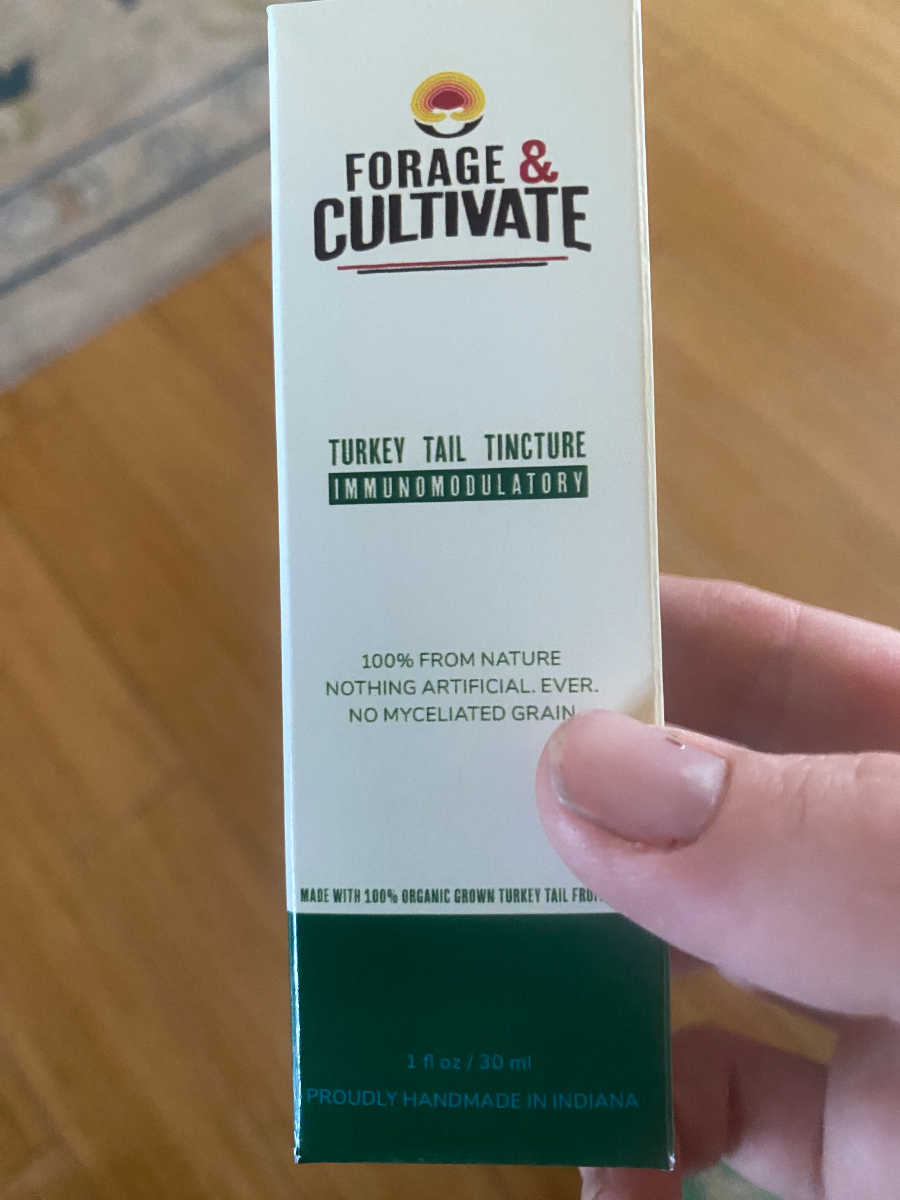 FORAGE &
CULTIVATE
TURKEY TAIL TINCTURE
IMMUNOMODULATORY
100% FROM NATURE
NOTHING ARTIFICIAL. EVER.
NO MYCELIATED GRAIN
MADE WITH 100% ORGANIC GROWN TURKEY TAIL
1 fl oz / 30 ml
PROUDLY HANDMADE IN INDIANA